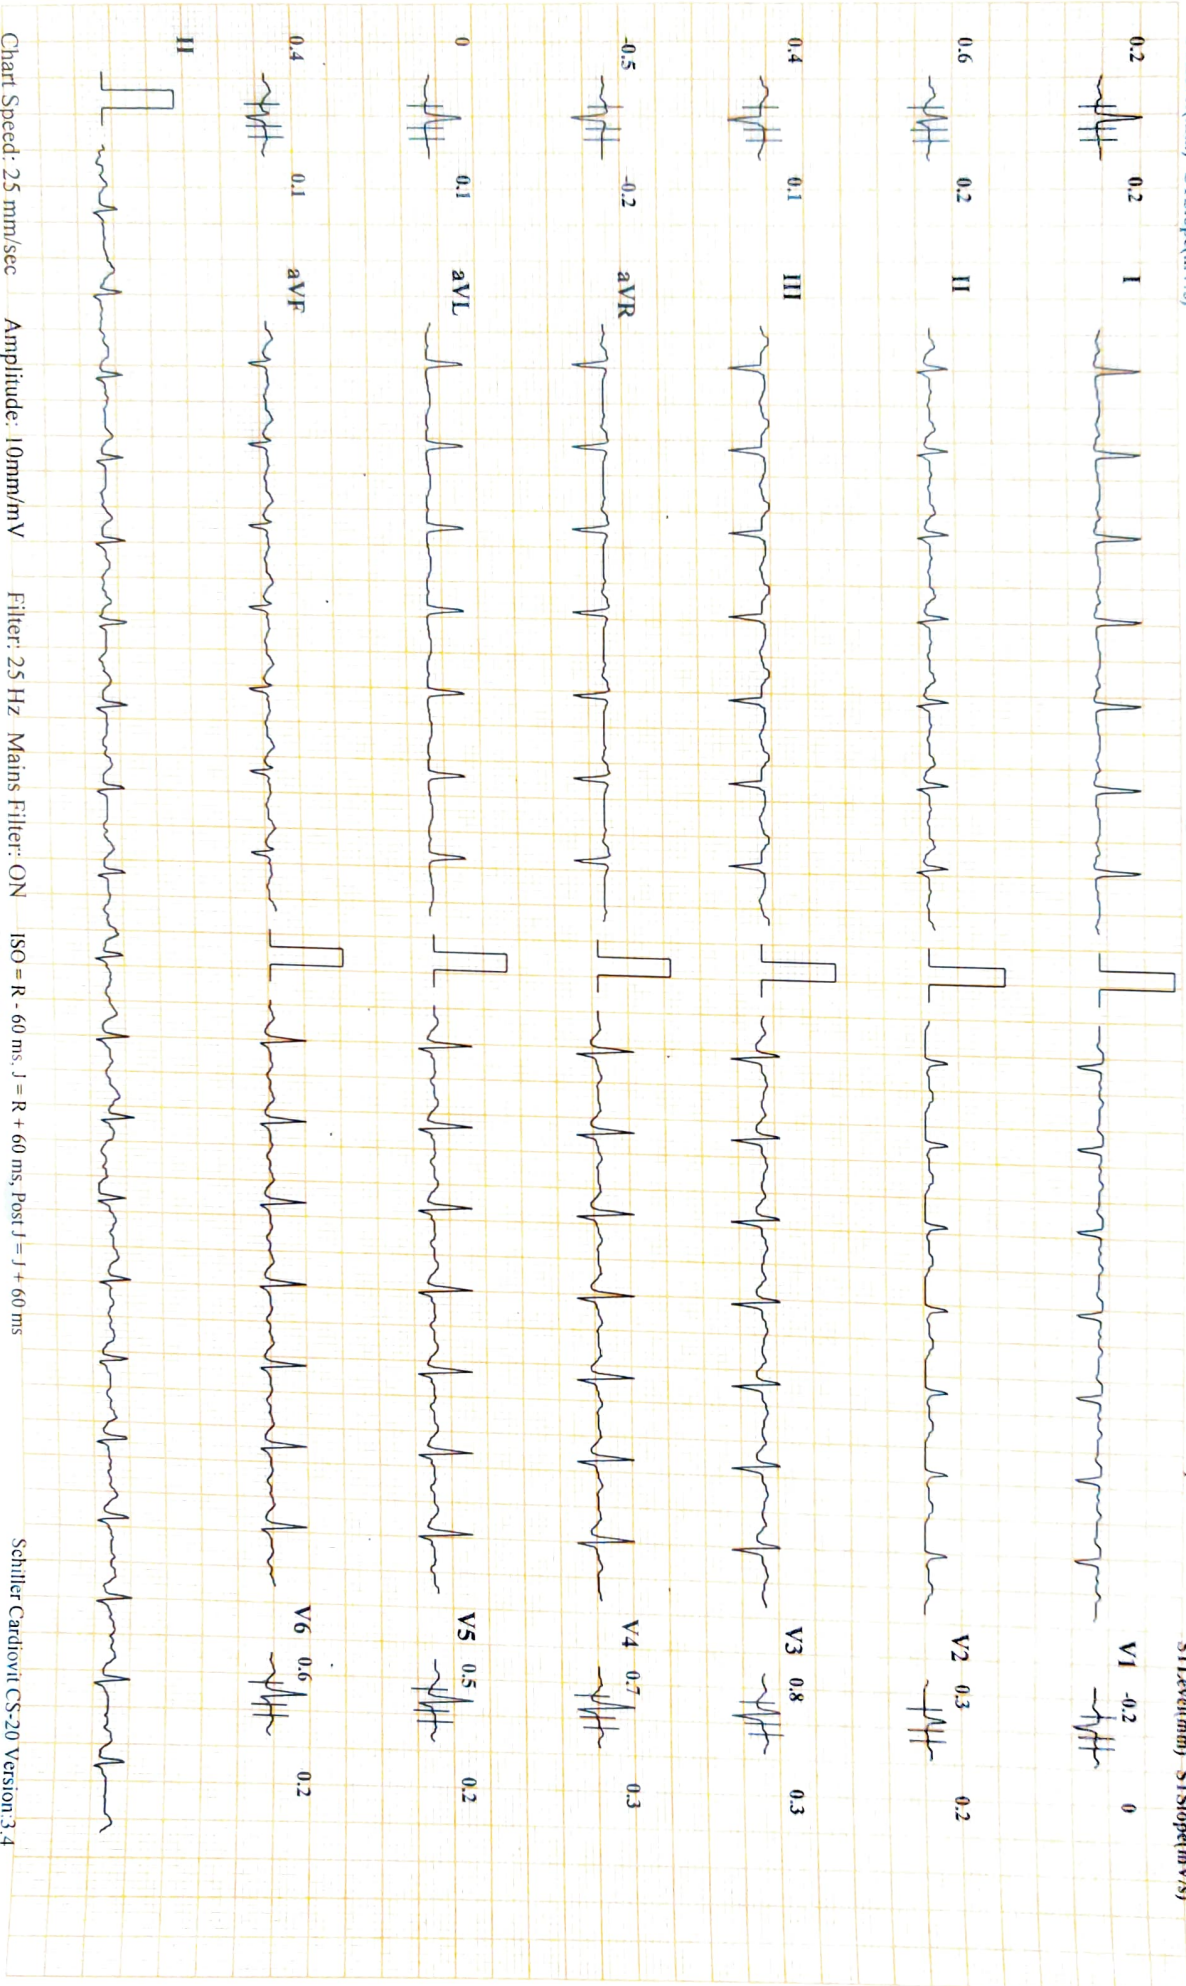 STLevel(mm) STSlope(mV/s)
0.2 0.2 I
V1 -0.2 0
0.6 0.2 II
V2 0.3 0.2
0.4 0.1 III
V3 0.8 0.3
-0.5 -0.2 aVR
V4 0.7 0.3
0 0.1 aVL
V5 0.5 0.2
0.4 0.1 aVF
V6 0.6 0.2
II
Chart Speed: 25 mm/sec Amplitude: 10mm/mV Filter: 25 Hz Mains Filter: ON ISO = R - 60 ms, J = R + 60 ms, Post J = J + 60 ms Schiller Cardiovit CS-20 Version:3.4